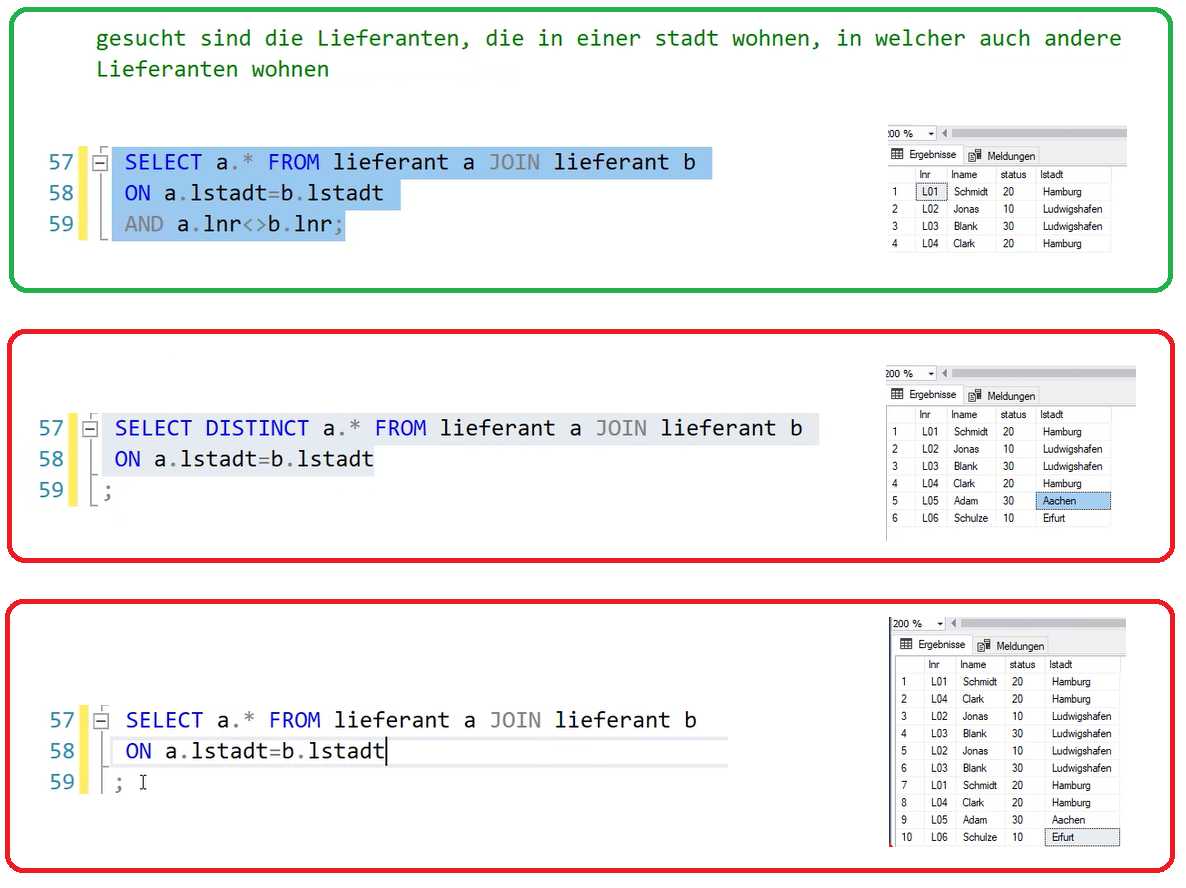 gesucht sind die Lieferanten, die in einer stadt wohnen, in welcher auch andere
Lieferanten wohnen
57 SELECT a.* FROM lieferant a JOIN lieferant b
58 ON a.lstadt=b.lstadt
59 AND a.lnr<>b.lnr;
200 %
Ergebnisse Meldungen
lnr lname status lstadt
1 L01 Schmidt 20 Hamburg
2 L02 Jonas 10 Ludwigshafen
3 L03 Blank 30 Ludwigshafen
4 L04 Clark 20 Hamburg
57 SELECT DISTINCT a.* FROM lieferant a JOIN lieferant b
58 ON a.lstadt=b.lstadt
59 ;
200 %
Ergebnisse Meldungen
lnr lname status lstadt
1 L01 Schmidt 20 Hamburg
2 L02 Jonas 10 Ludwigshafen
3 L03 Blank 30 Ludwigshafen
4 L04 Clark 20 Hamburg
5 L05 Adam 30 Aachen
6 L06 Schulze 10 Erfurt
57 SELECT a.* FROM lieferant a JOIN lieferant b
58 ON a.lstadt=b.lstadt
59 ;
200 %
Ergebnisse Meldungen
lnr lname status lstadt
1 L01 Schmidt 20 Hamburg
2 L04 Clark 20 Hamburg
3 L02 Jonas 10 Ludwigshafen
4 L03 Blank 30 Ludwigshafen
5 L02 Jonas 10 Ludwigshafen
6 L03 Blank 30 Ludwigshafen
7 L01 Schmidt 20 Hamburg
8 L04 Clark 20 Hamburg
9 L05 Adam 30 Aachen
10 L06 Schulze 10 Erfurt